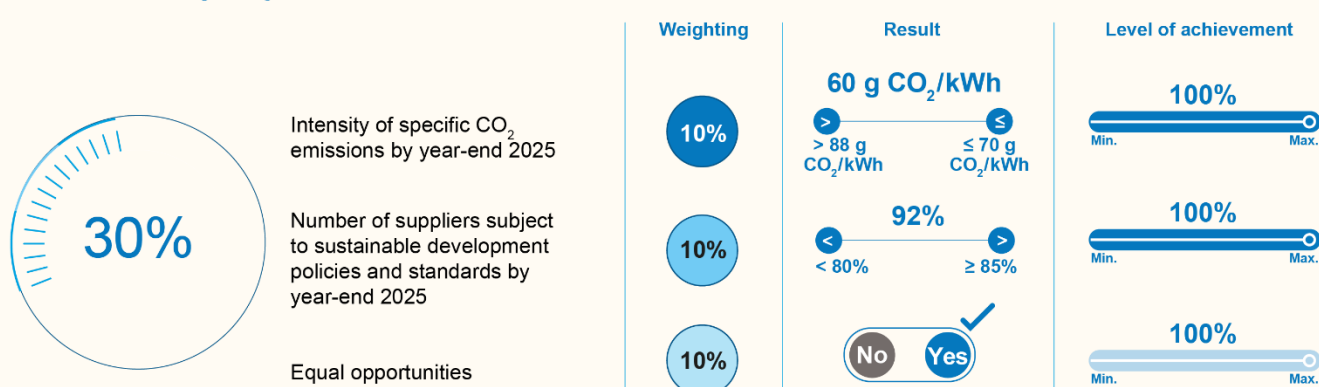 Weighting
Result
Level of achievement
30%
Intensity of specific CO₂
emissions by year-end 2025
10%
60 g CO₂/kWh
>
≤
> 88 g
CO₂/kWh
≤ 70 g
CO₂/kWh
100%
Min.
Max.
Number of suppliers subject
to sustainable development
policies and standards by
year-end 2025
10%
92%
<
>
< 80%
≥ 85%
100%
Min.
Max.
Equal opportunities
10%
No
Yes
100%
Min.
Max.